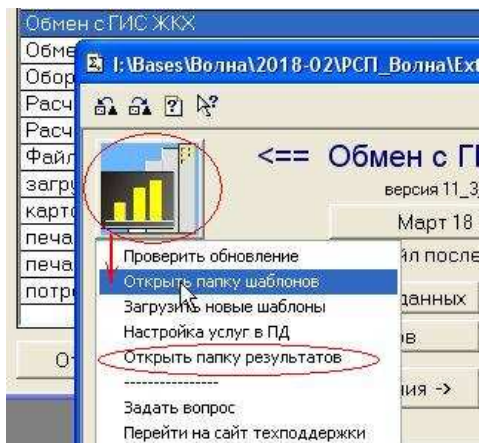 Обмен с ГИС ЖКХ
Обме
Обор
Расч
Расч
Файл
загру
карто
печа
печа
потр
I:\Bases\Волна\2018-02\РСП_Волна\Ext
<== Обмен с Г
версия 11_3
Март 18
Проверить обновление
йл после
Открыть папку шаблонов
Загрузить новые шаблоны
данных
Настройка услуг в ПД
ов
Открыть папку результатов
---------------
ия ->
Задать вопрос
Перейти на сайт техподдержки